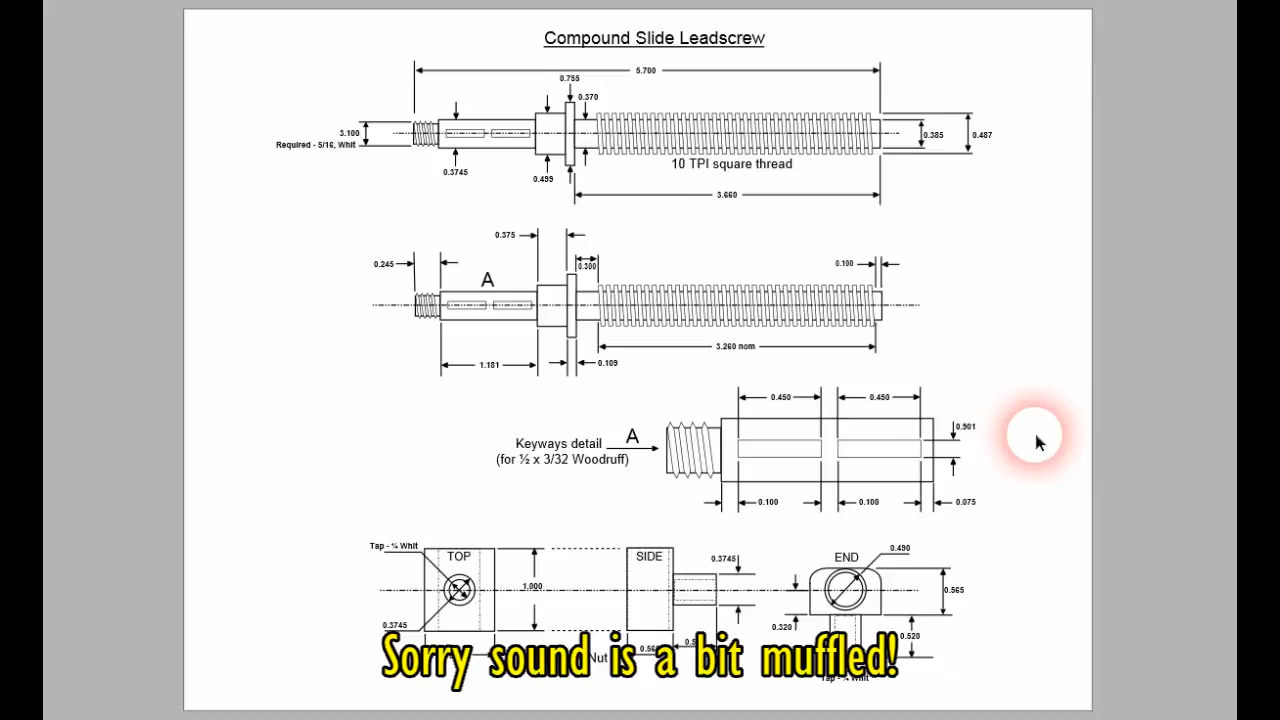 Compound Slide Leadscrew
5.700
0.755
0.370
3.100
Required - 5/16, Whit
0.385
0.487
10 TPI square thread
0.3745
0.499
3.660
0.375
0.245
A
0.300
0.100
3.260 nom
1.181
0.109
0.450
0.450
0.901
Keyways detail
(for ½ x 3/32 Woodruff)
A
0.100
0.100
0.075
Tap - ¼ Whit
TOP
SIDE
END
0.490
0.3745
1.000
0.565
0.3745
0.320
0.520
Nut
Sorry sound is a bit muffled!